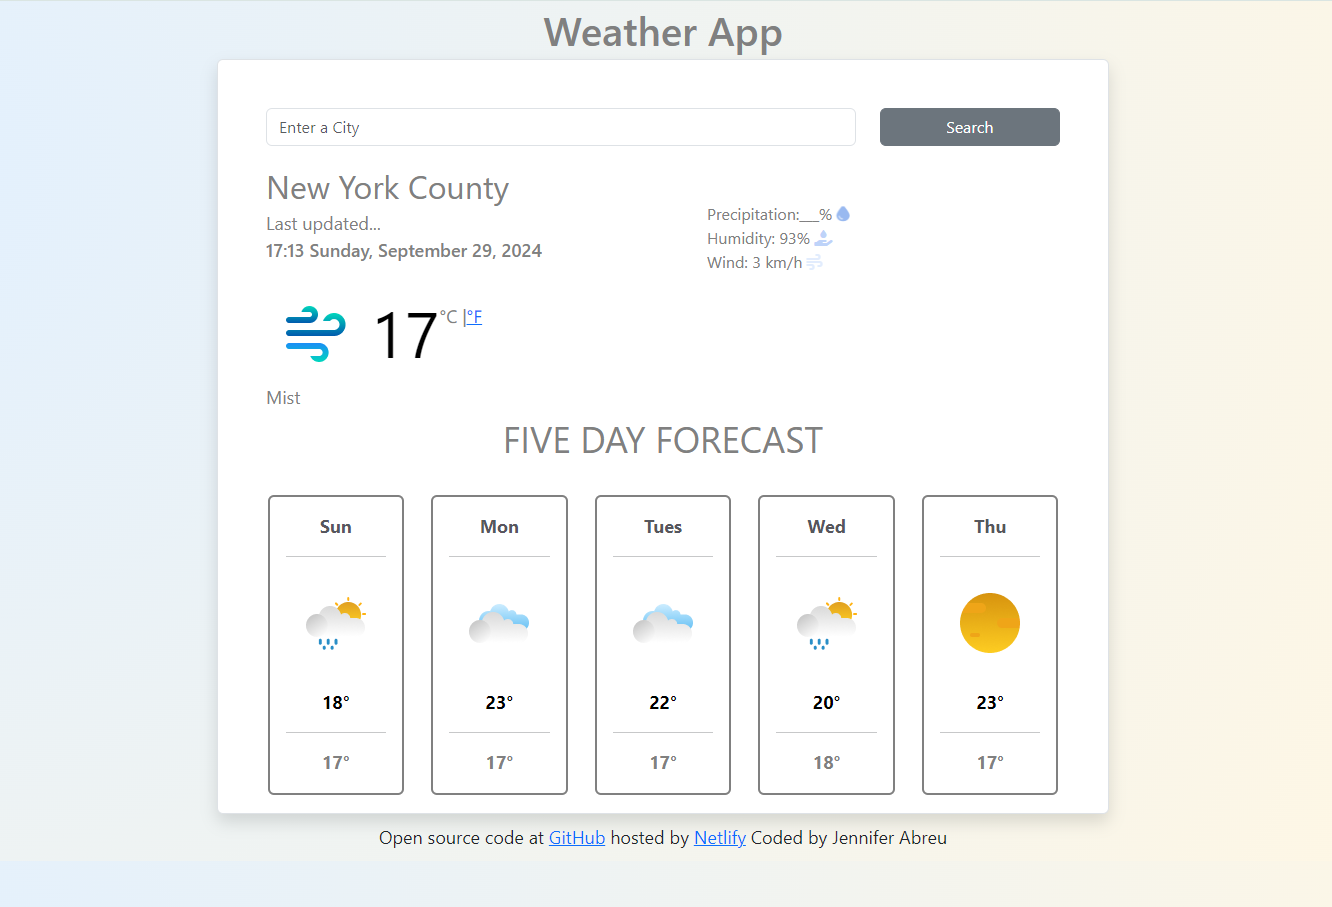 Weather App
Enter a City
Search
New York County
Last updated...
17:13 Sunday, September 29, 2024
Precipitation:___%
Humidity: 93%
Wind: 3 km/h
17°C |°F
Mist
FIVE DAY FORECAST
Sun
18°
17°
Mon
23°
17°
Tues
22°
17°
Wed
20°
18°
Thu
23°
17°
Open source code at GitHub hosted by Netlify Coded by Jennifer Abreu